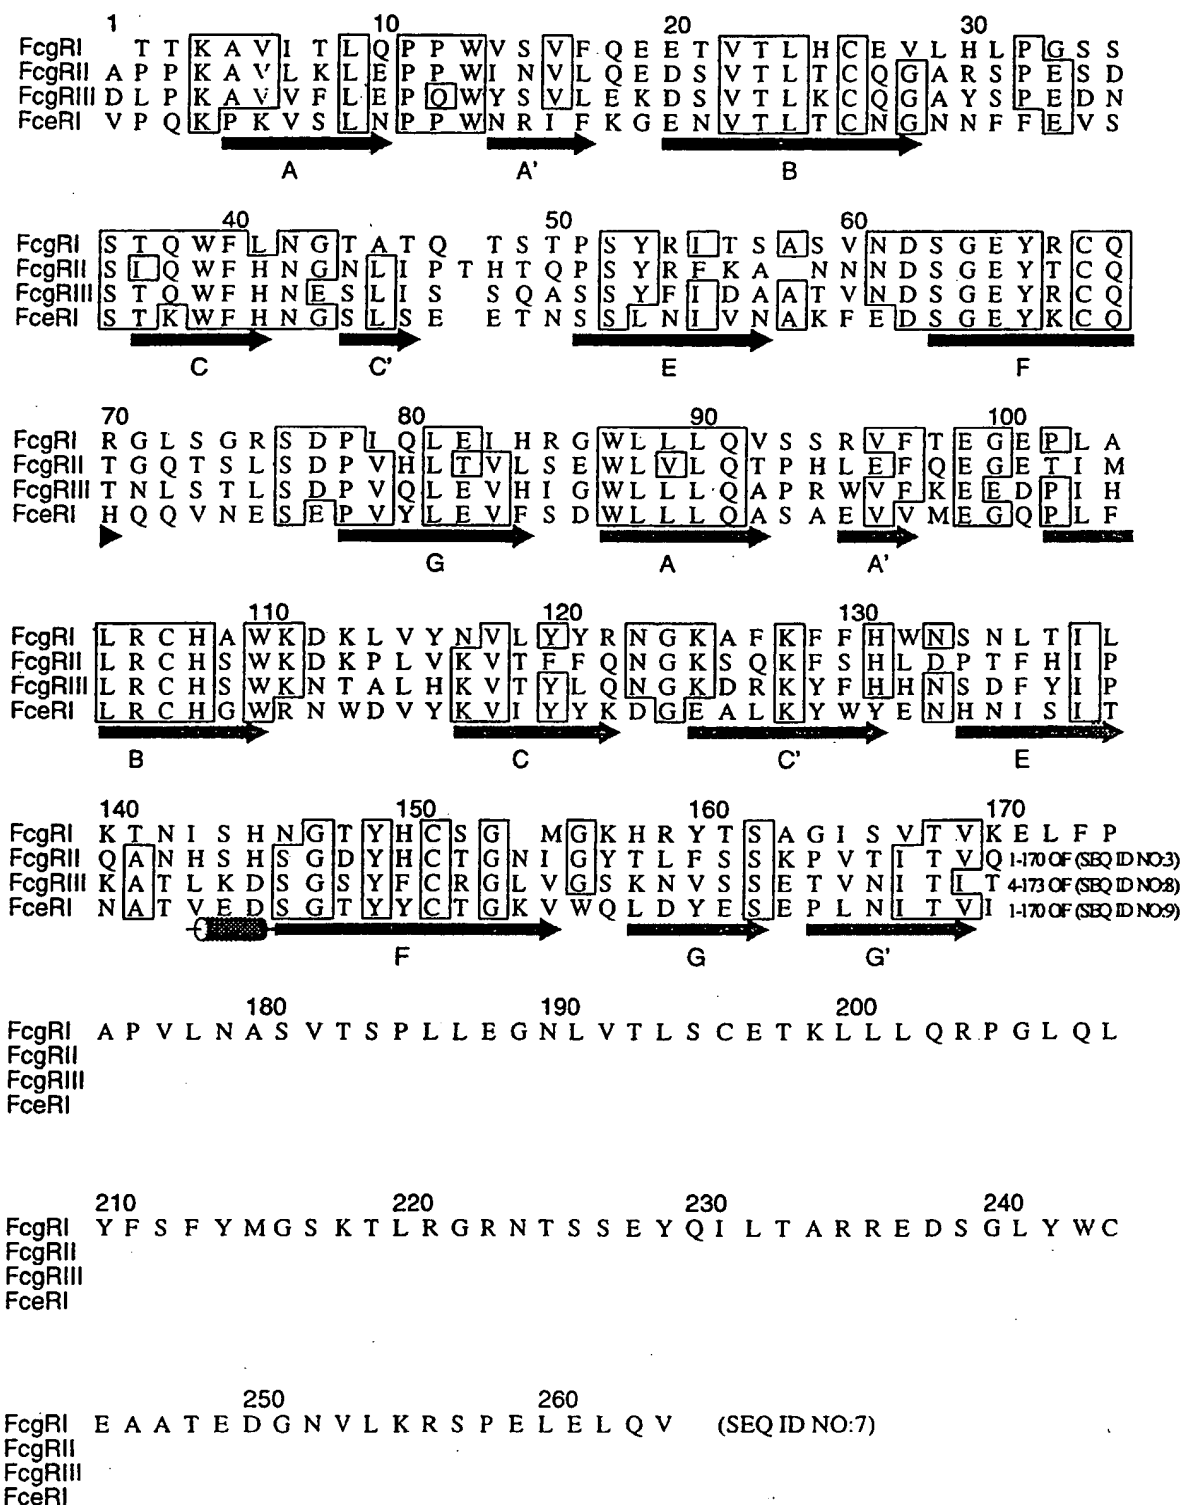 1 10 20 30
FcgRI T T K A V I T L Q P P W V S V F Q E E T V T L H C E V L H L P G S S
FcgRII A P P K A V L K L E P P W I N V L Q E D S V T L T C Q G A R S P E S D
FcgRIII D L P K A V V F L E P Q W Y S V L E K D S V T L K C Q G A Y S P E D N
FceRI V P Q K P K V S L N P P W N R I F K G E N V T L T C N G N N F F E V S
A A' B
40 50 60
FcgRI S T Q W F L N G T A T Q T S T P S Y R I T S A S V N D S G E Y R C Q
FcgRII S I Q W F H N G N L I P T H T Q P S Y R F K A N N N D S G E Y T C Q
FcgRIII S T Q W F H N E S L I S S Q A S S Y F I D A A T V N D S G E Y R C Q
FceRI S T K W F H N G S L S E E T N S S L N I V N A K F E D S G E Y K C Q
C C' E F
70 80 90 100
FcgRI R G L S G R S D P I Q L E I H R G W L L L Q V S S R V F T E G E P L A
FcgRII T G Q T S L S D P V H L T V L S E W L V L Q T P H L E F Q E G E T I M
FcgRIII T N L S T L S D P V Q L E V H I G W L L L Q A P R W V F K E E D P I H
FceRI H Q Q V N E S E P V Y L E V F S D W L L L Q A S A E V V M E G Q P L F
G A A'
110 120 130
FcgRI L R C H A W K D K L V Y N V L Y Y R N G K A F K F F H W N S N L T I L
FcgRII L R C H S W K D K P L V K V T F F Q N G K S Q K F S H L D P T F H I P
FcgRIII L R C H S W K N T A L H K V T Y L Q N G K D R K Y F H H N S D F Y I P
FceRI L R C H G W R N W D V Y K V I Y Y K D G E A L K Y W Y E N H N I S I T
B C C' E
140 150 160 170
FcgRI K T N I S H N G T Y H C S G M G K H R Y T S A G I S V T V K E L F P
FcgRII Q A N H S H S G D Y H C T G N I G Y T L F S S K P V T I T V Q 1-170 OF (SEQ ID NO:3)
FcgRIII K A T L K D S G S Y F C R G L V G S K N V S S E T V N I T I T 4-173 OF (SEQ ID NO:8)
FceRI N A T V E D S G T Y Y C T G K V W Q L D Y E S E P L N I T V I 1-170 OF (SEQ ID NO:9)
F G G'
180 190 200
FcgRI A P V L N A S V T S P L L E G N L V T L S C E T K L L L Q R P G L Q L
FcgRII
FcgRIII
FceRI
210 220 230 240
FcgRI Y F S F Y M G S K T L R G R N T S S E Y Q I L T A R R E D S G L Y W C
FcgRII
FcgRIII
FceRI
250 260
FcgRI E A A T E D G N V L K R S P E L E L Q V (SEQ ID NO:7)
FcgRII
FcgRIII
FceRI